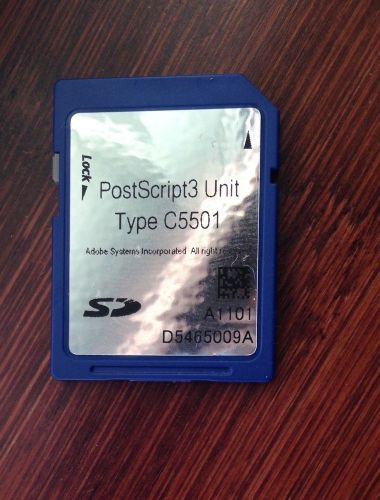 Lock
PostScript3 Unit
Type C5501
Adobe Systems Incorporated All right
SD
A1101
D5465009A